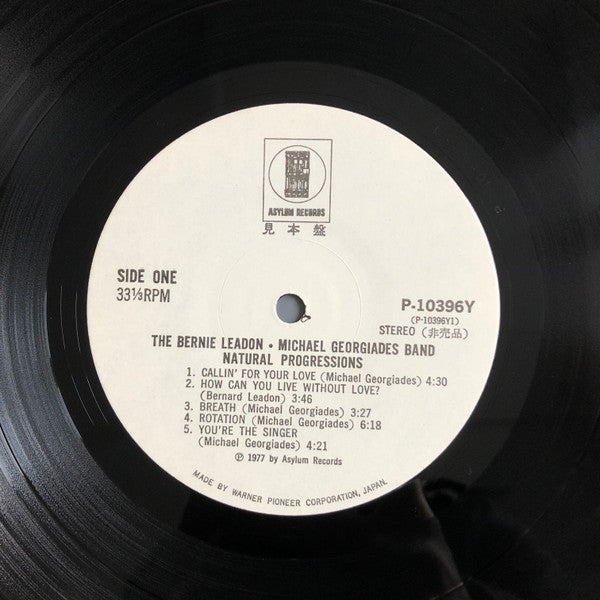 ASYLUM RECORDS
見本盤
SIDE ONE
33⅓RPM
P-10396Y
(P-10396Y1)
STEREO (非売品)
THE BERNIE LEADON • MICHAEL GEORGIADES BAND
NATURAL PROGRESSIONS
1. CALLIN' FOR YOUR LOVE (Michael Georgiades) 4:30
2. HOW CAN YOU LIVE WITHOUT LOVE?
(Bernard Leadon) 3:46
3. BREATH (Michael Georgiades) 3:27
4. ROTATION (Michael Georgiades) 6:18
5. YOU'RE THE SINGER
(Michael Georgiades) 4:21
Ⓟ 1977 by Asylum Records
MADE BY WARNER PIONEER CORPORATION, JAPAN.